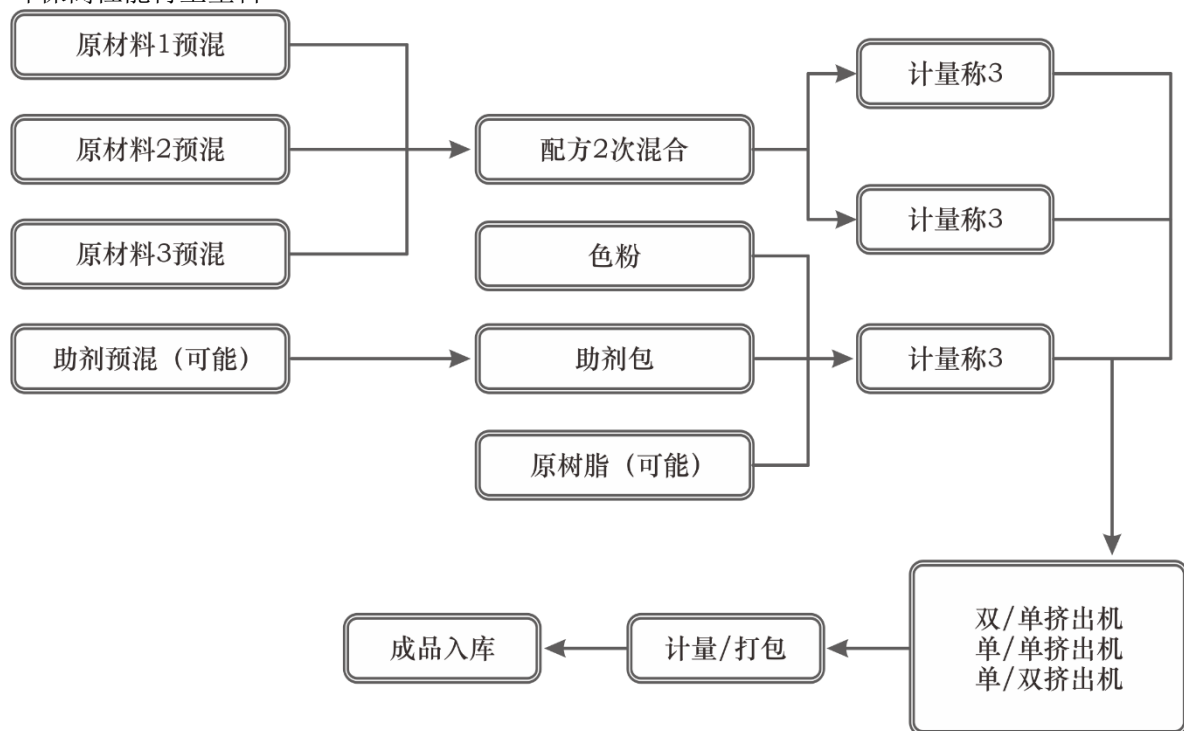 原材料1预混
计量称3
原材料2预混
配方2次混合
计量称3
原材料3预混
色粉
助剂预混（可能）
助剂包
计量称3
原树脂（可能）
双/单挤出机
单/单挤出机
单/双挤出机
计量/打包
成品入库